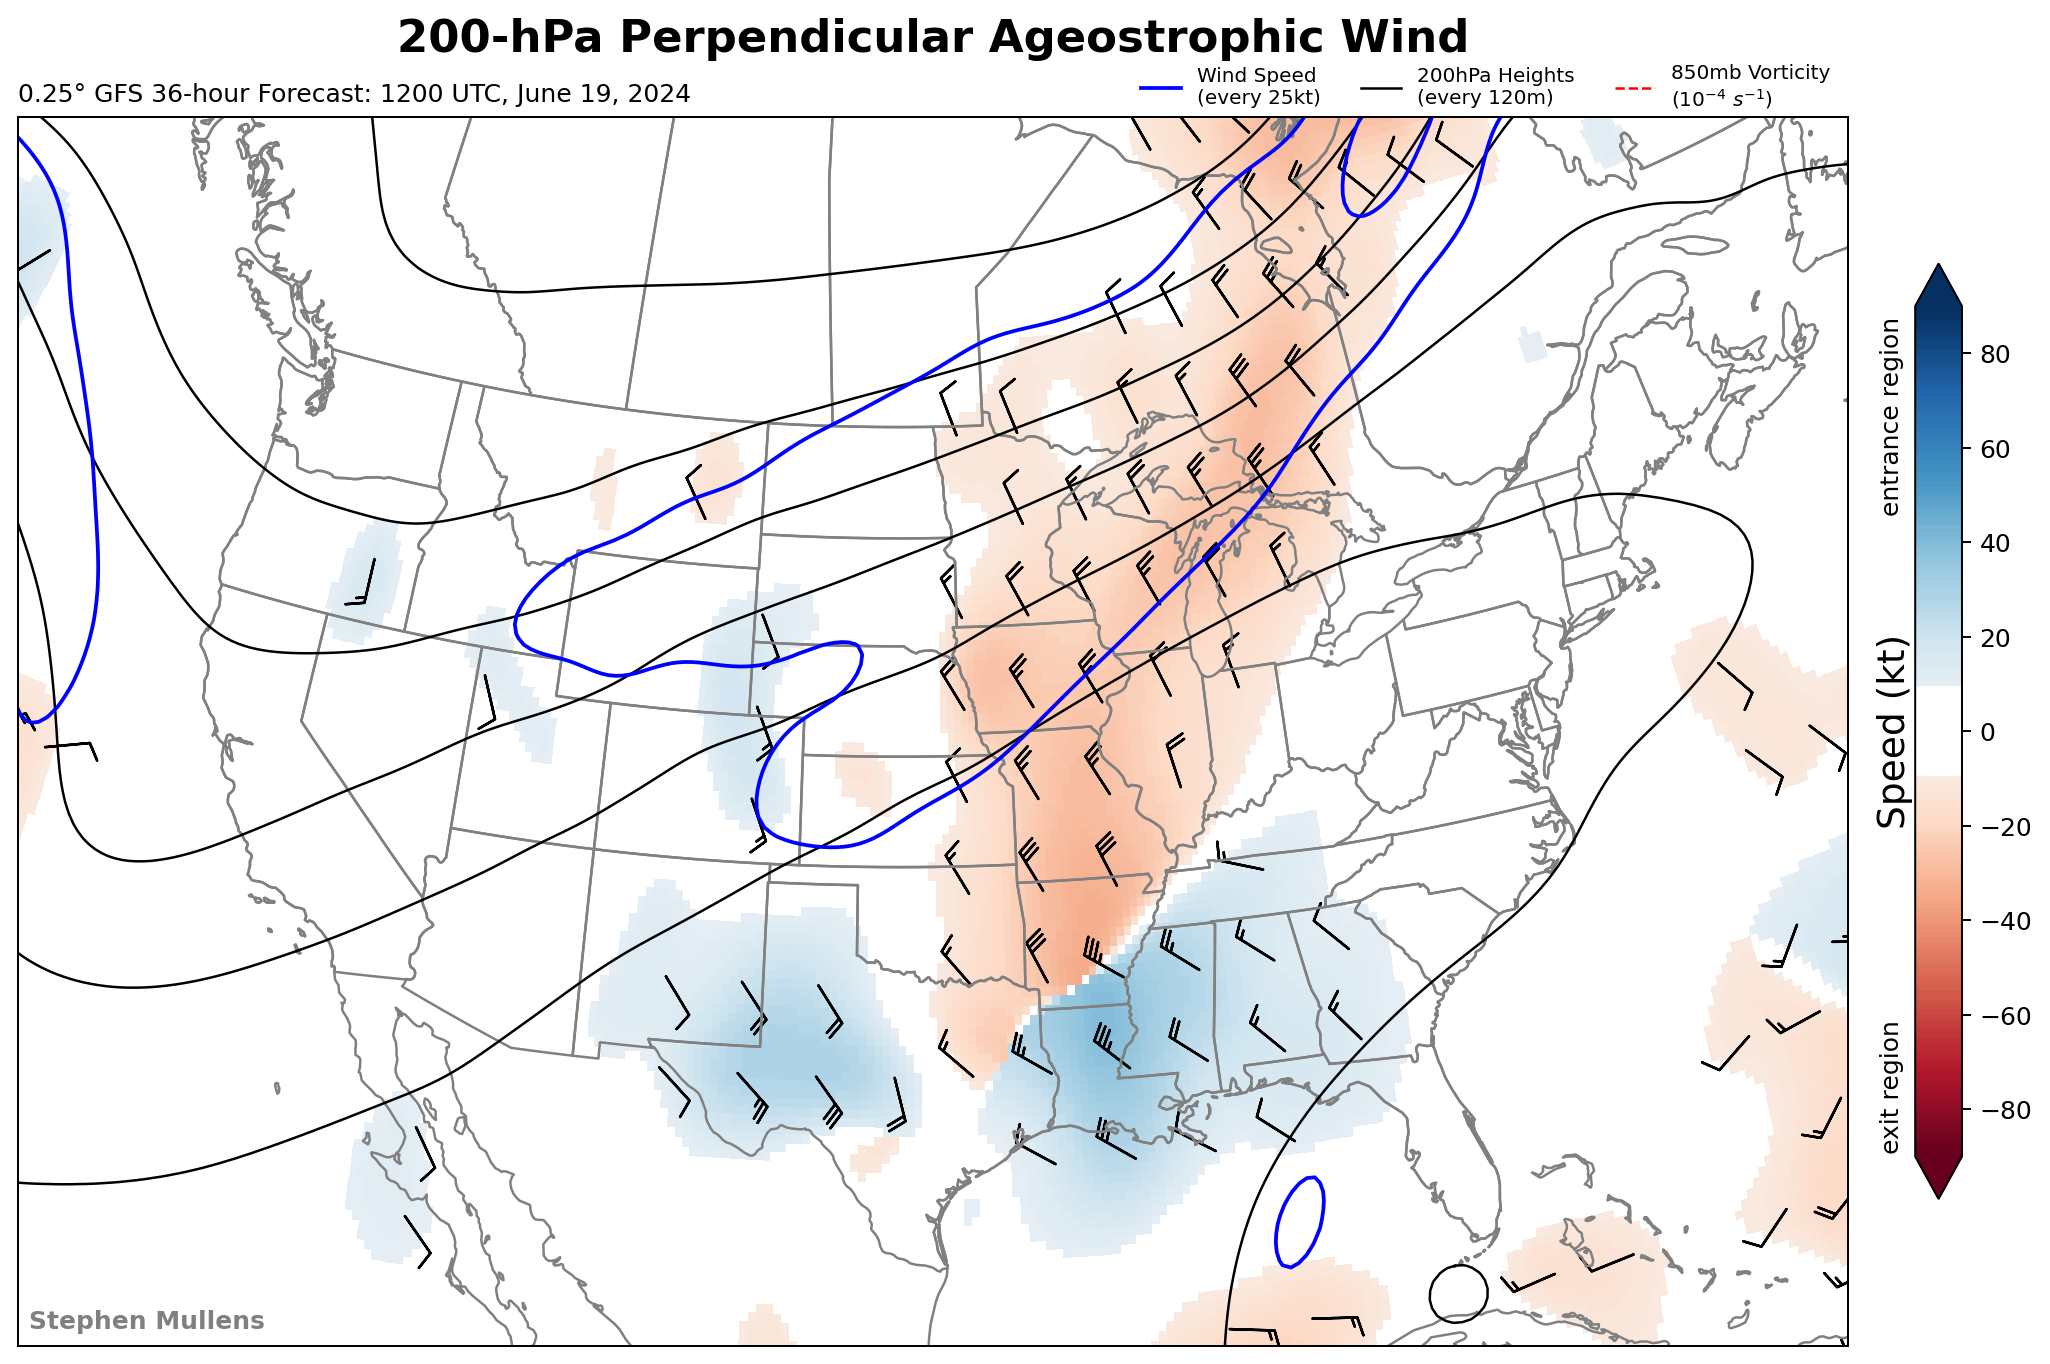 200-hPa Perpendicular Ageostrophic Wind
0.25° GFS 36-hour Forecast: 1200 UTC, June 19, 2024
Wind Speed
(every 25kt)
200hPa Heights
(every 120m)
850mb Vorticity
(10⁻⁴ s⁻¹)
entrance region
Speed (kt)
exit region
80
60
40
20
0
−20
−40
−60
−80
Stephen Mullens